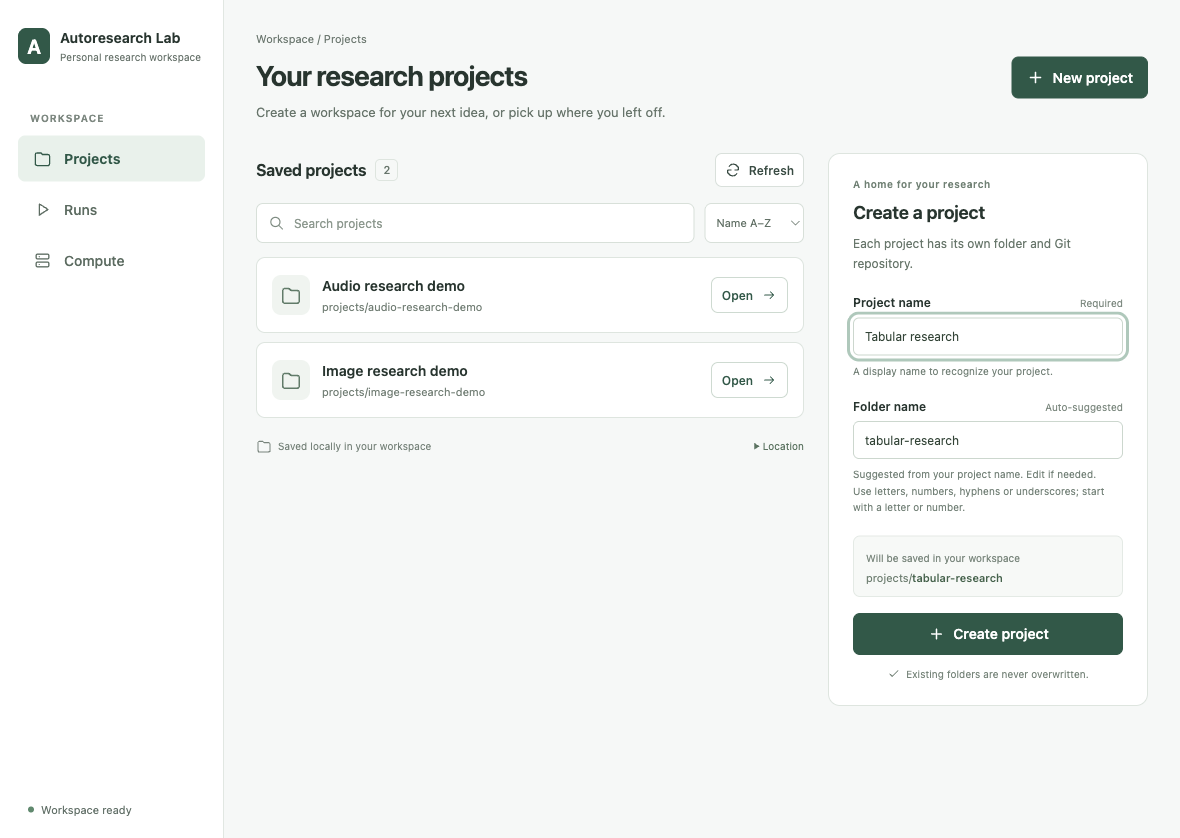 A
Autoresearch Lab
Personal research workspace
WORKSPACE
Projects
Runs
Compute
Workspace ready
Workspace / Projects
Your research projects
Create a workspace for your next idea, or pick up where you left off.
New project
Saved projects 2
Refresh
Search projects
Name A–Z
Audio research demo
projects/audio-research-demo
Open
Image research demo
projects/image-research-demo
Open
Saved locally in your workspace
Location
A home for your research
Create a project
Each project has its own folder and Git
repository.
Project name Required
Tabular research
A display name to recognize your project.
Folder name Auto-suggested
tabular-research
Suggested from your project name. Edit if needed.
Use letters, numbers, hyphens or underscores; start
with a letter or number.
Will be saved in your workspace
projects/tabular-research
Create project
Existing folders are never overwritten.